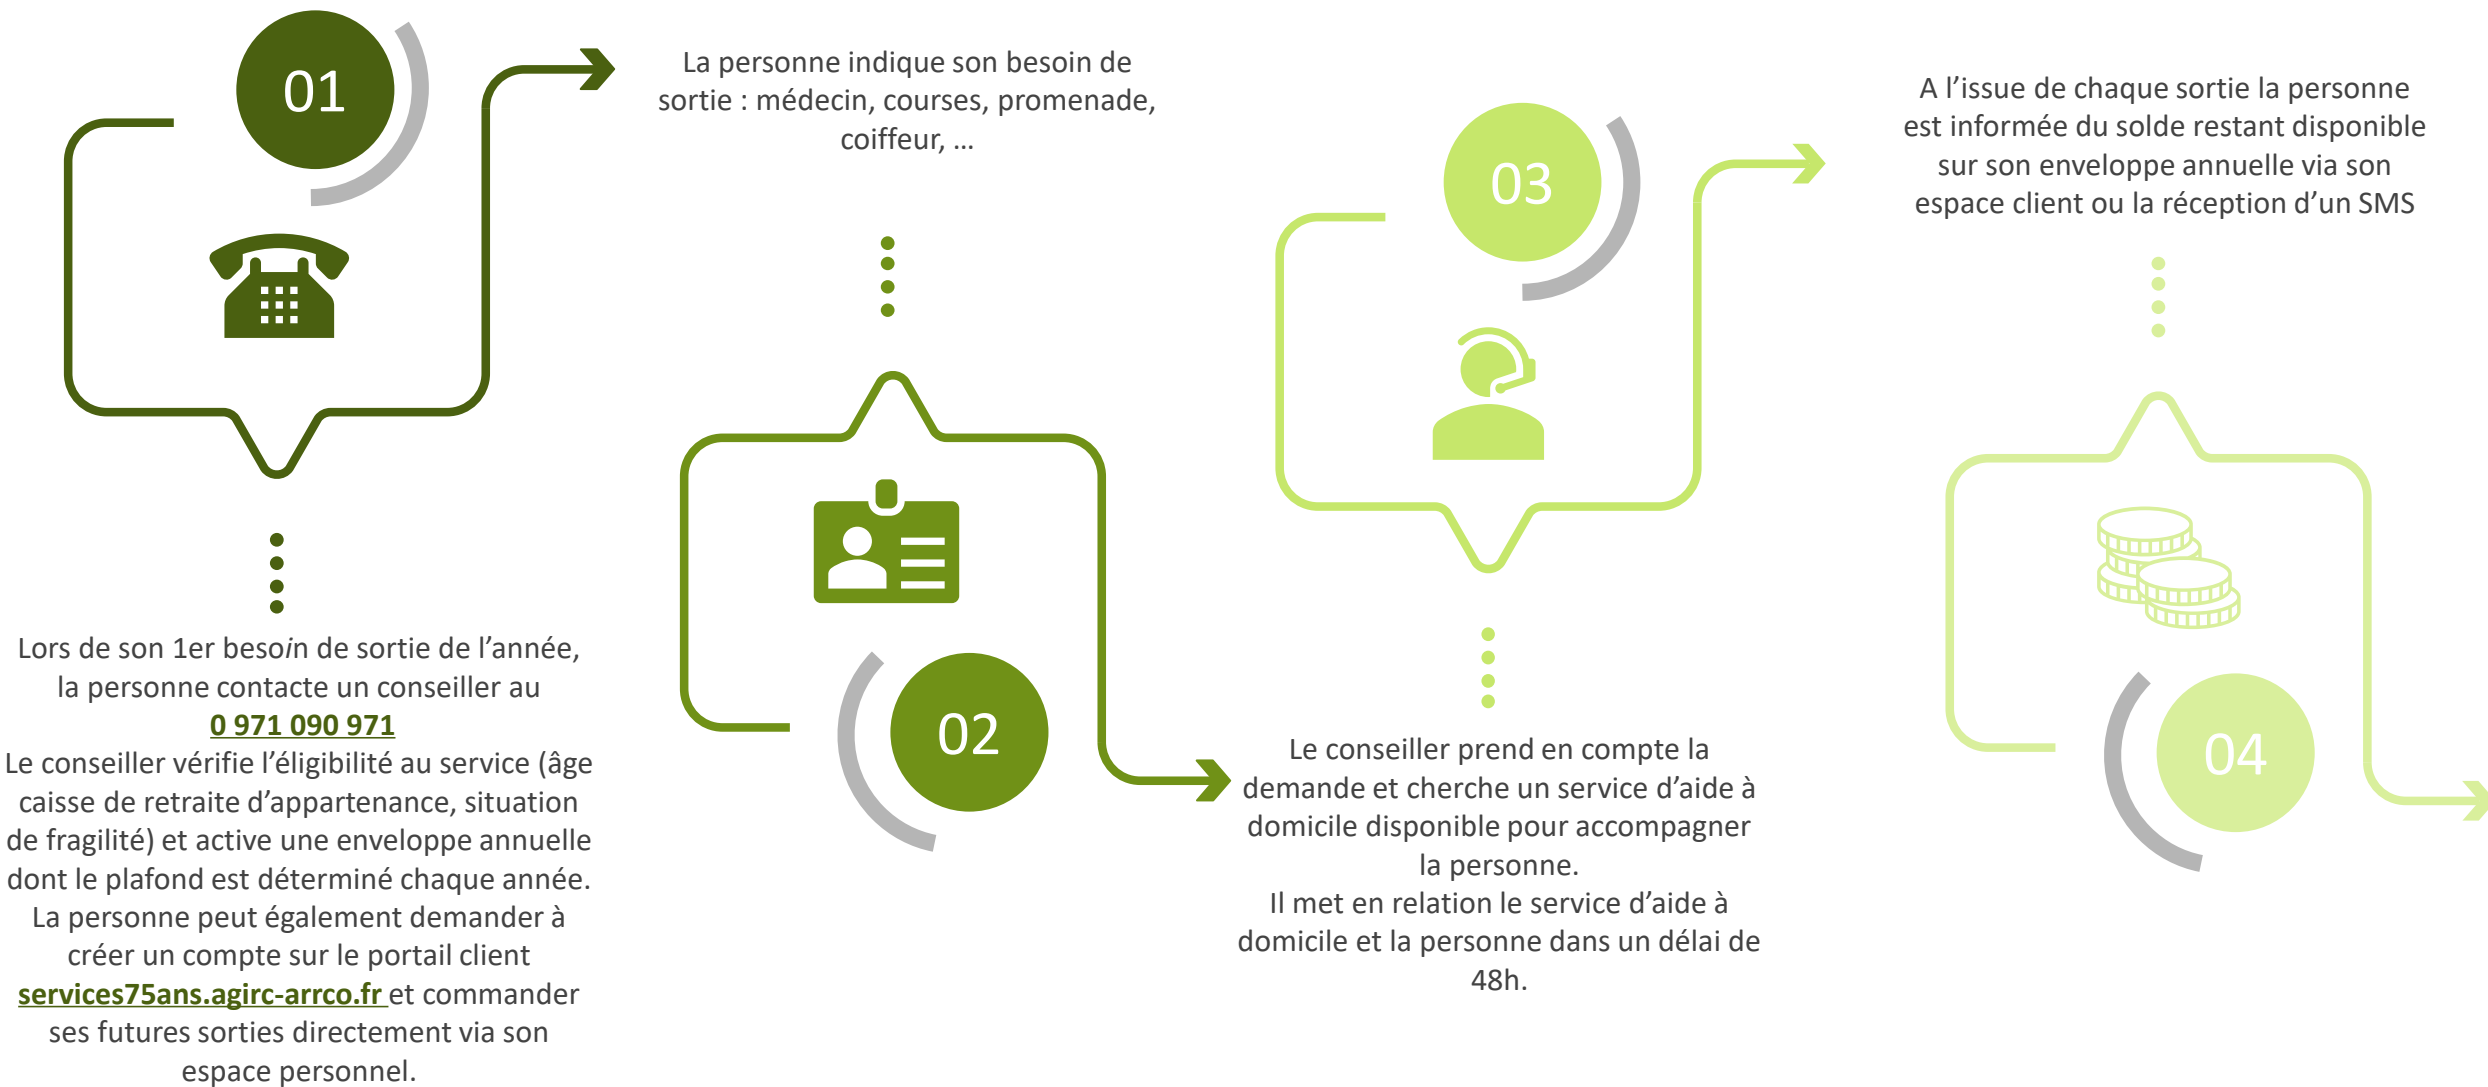 01
Lors de son 1er besoin de sortie de l’année,
la personne contacte un conseiller au
0 971 090 971
Le conseiller vérifie l’éligibilité au service (âge
caisse de retraite d’appartenance, situation
de fragilité) et active une enveloppe annuelle
dont le plafond est déterminé chaque année.
La personne peut également demander à
créer un compte sur le portail client
services75ans.agirc-arrco.fr et commander
ses futures sorties directement via son
espace personnel.
La personne indique son besoin de
sortie : médecin, courses, promenade,
coiffeur, …
02
03
Le conseiller prend en compte la
demande et cherche un service d’aide à
domicile disponible pour accompagner
la personne.
Il met en relation le service d’aide à
domicile et la personne dans un délai de
48h.
A l’issue de chaque sortie la personne
est informée du solde restant disponible
sur son enveloppe annuelle via son
espace client ou la réception d’un SMS
04